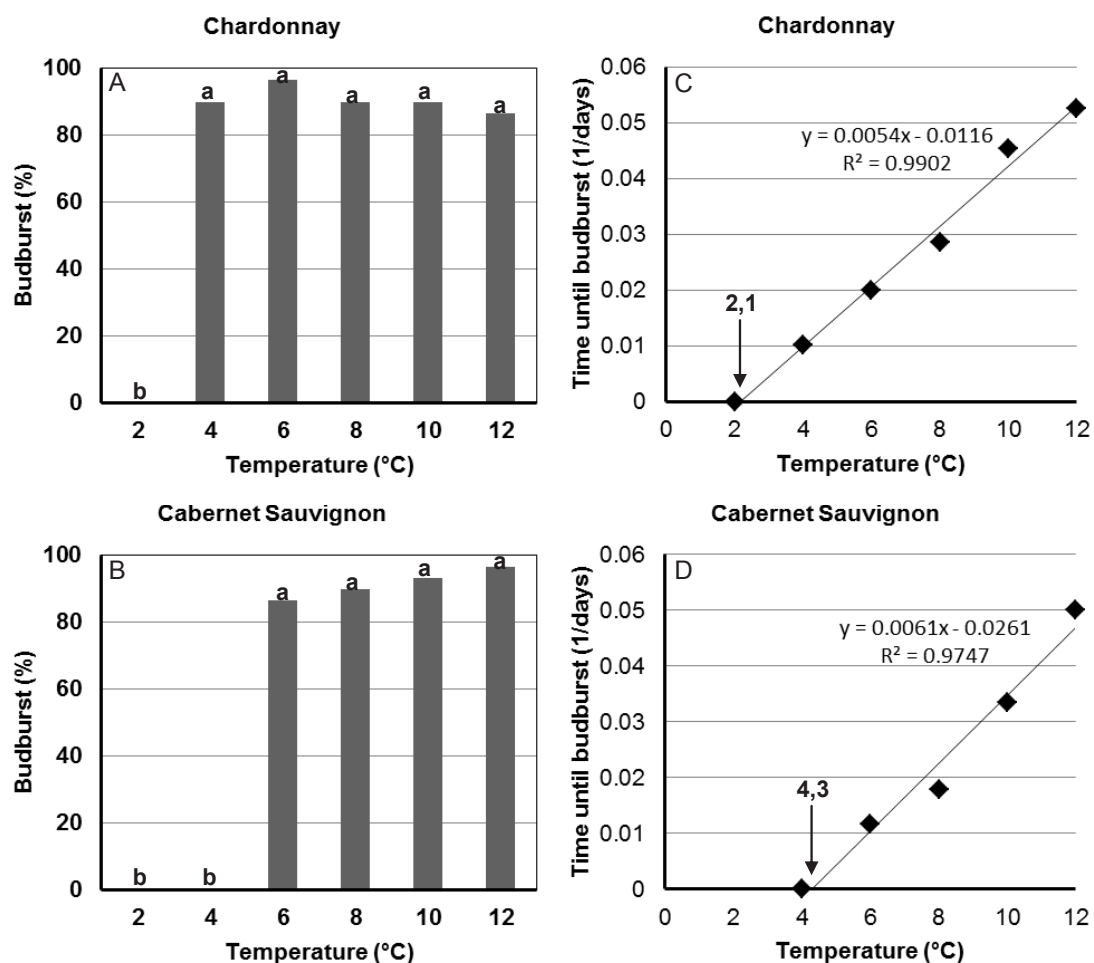 Chardonnay
A
Budburst (%)
100
80
60
40
20
0
a
a
a
a
a
b
2 4 6 8 10 12
Temperature (°C)
Chardonnay
C
Time until budburst (1/days)
0.06
0.05
0.04
0.03
0.02
0.01
0
y = 0.0054x - 0.0116
R² = 0.9902
2,1
0 2 4 6 8 10 12
Temperature (°C)
Cabernet Sauvignon
B
Budburst (%)
100
80
60
40
20
0
a
a
a
a
b b
2 4 6 8 10 12
Temperature (°C)
Cabernet Sauvignon
D
Time until budburst (1/days)
0.06
0.05
0.04
0.03
0.02
0.01
0
y = 0.0061x - 0.0261
R² = 0.9747
4,3
0 2 4 6 8 10 12
Temperature (°C)